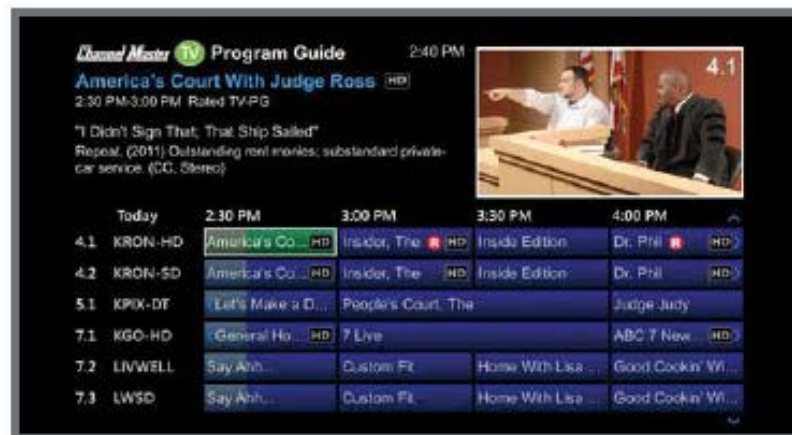 Channel Master TV Program Guide 2:40 PM
4.1
America's Court With Judge Ross HD
2:30 PM-3:00 PM Rated TV-PG
"I Didn't Sign That; That Ship Sailed"
Repeat. (2011) Outstanding rent monies; substandard private-
car service. (CC, Stereo)
Today 2:30 PM 3:00 PM 3:30 PM 4:00 PM
4.1 KRON-HD America's Co... HD Insider, The R HD Inside Edition Dr. Phil R HD
4.2 KRON-SD America's Co... HD Insider, The HD Inside Edition Dr. Phil HD
5.1 KPIX-DT Let's Make a D... People's Court, The Judge Judy
7.1 KGO-HD General Ho... HD 7 Live ABC 7 New... HD
7.2 LIVWELL Say Ahh... Custom Fit Home With Lisa ... Good Cookin' Wi...
7.3 LWSD Say Ahh... Custom Fit Home With Lisa ... Good Cookin' Wi...